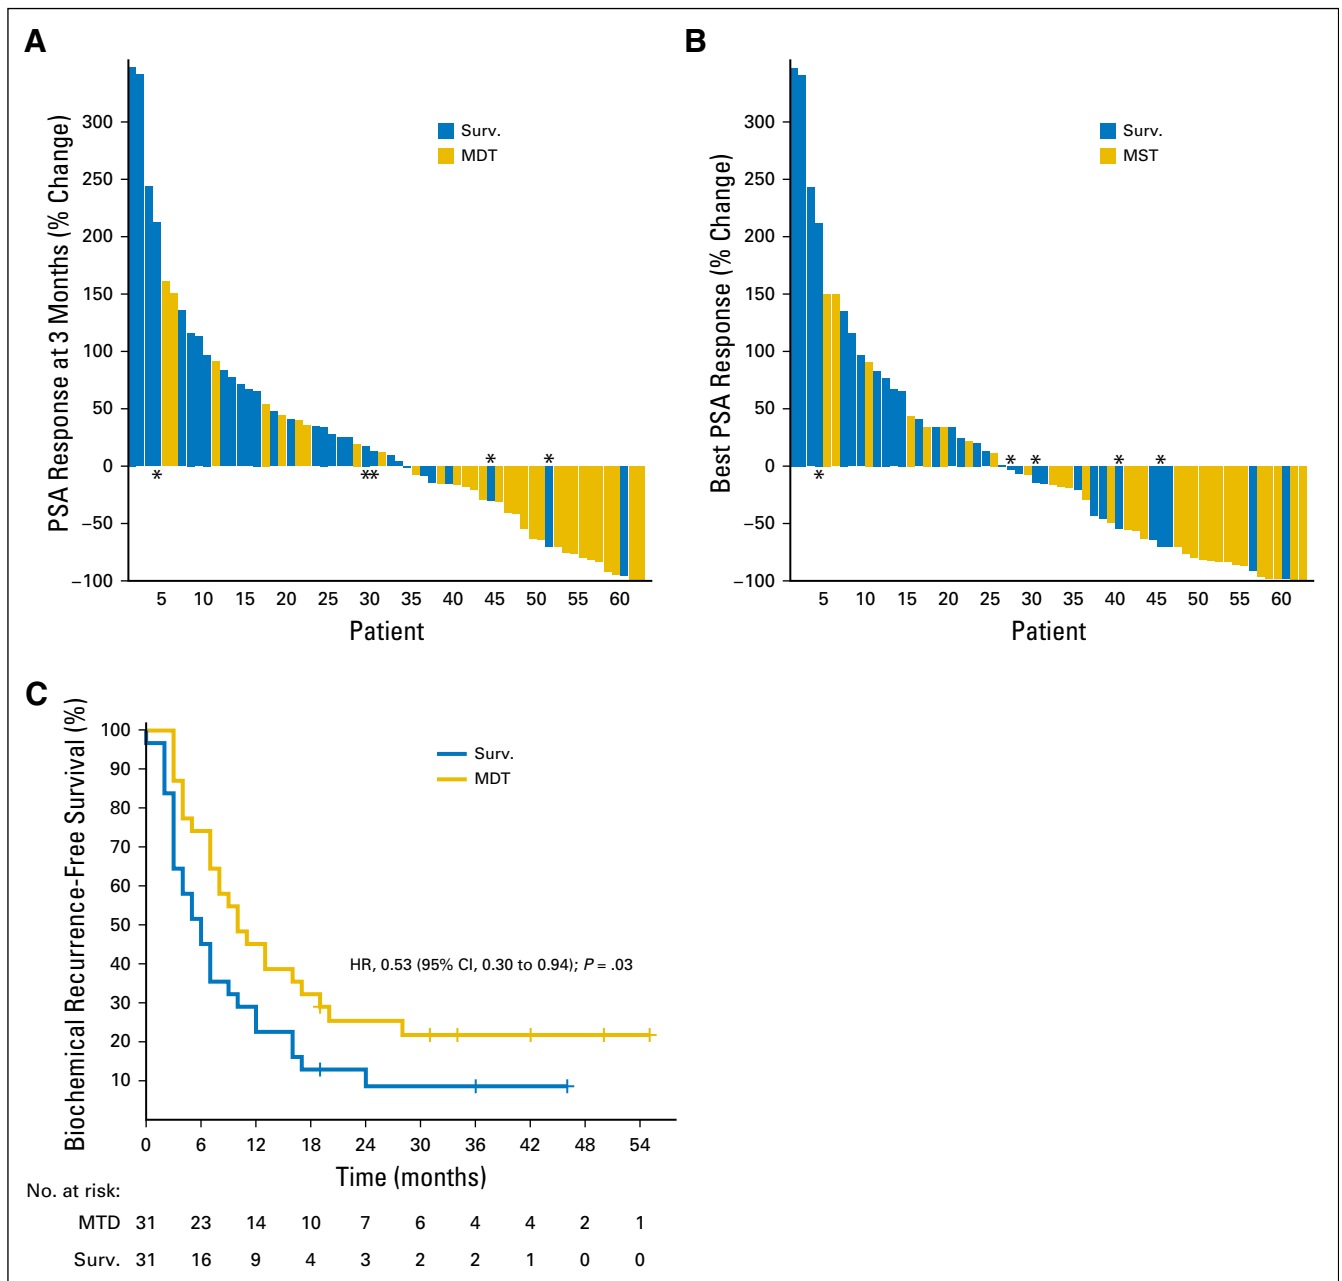 A
PSA Response at 3 Months (% Change)
300
250
200
150
100
50
0
−50
−100
Surv.
MDT
*
**
*
*
5 10 15 20 25 30 35 40 45 50 55 60
Patient
B
Best PSA Response (% Change)
300
250
200
150
100
50
0
−50
−100
Surv.
MST
*
*
*
*
*
5 10 15 20 25 30 35 40 45 50 55 60
Patient
C
Biochemical Recurrence-Free Survival (%)
100
90
80
70
60
50
40
30
20
10
Surv.
MDT
HR, 0.53 (95% CI, 0.30 to 0.94); P = .03
0 6 12 18 24 30 36 42 48 54
Time (months)
No. at risk:
MTD 31 23 14 10 7 6 4 4 2 1
Surv. 31 16 9 4 3 2 2 1 0 0